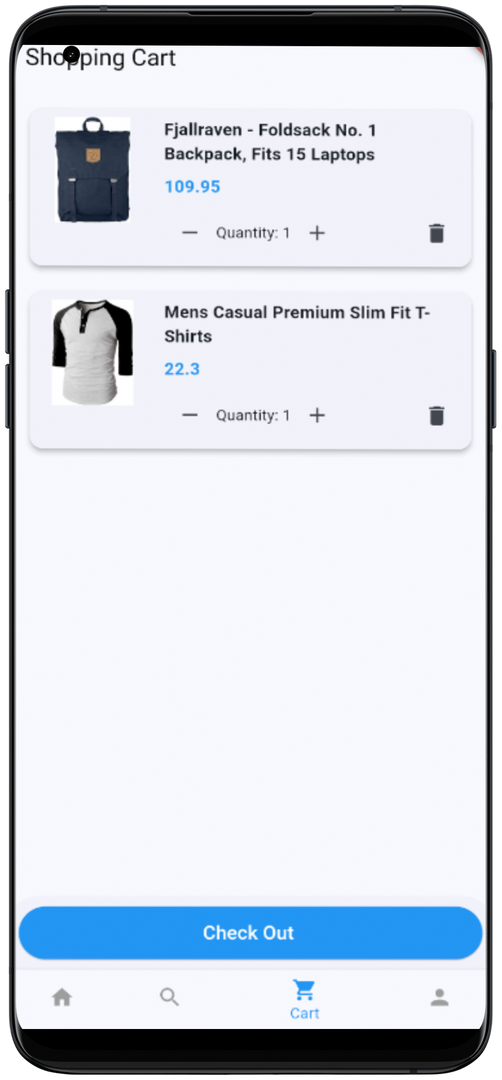 Shopping Cart
Fjallraven - Foldsack No. 1
Backpack, Fits 15 Laptops
109.95
Quantity: 1
Mens Casual Premium Slim Fit T-
Shirts
22.3
Quantity: 1
Check Out
Cart